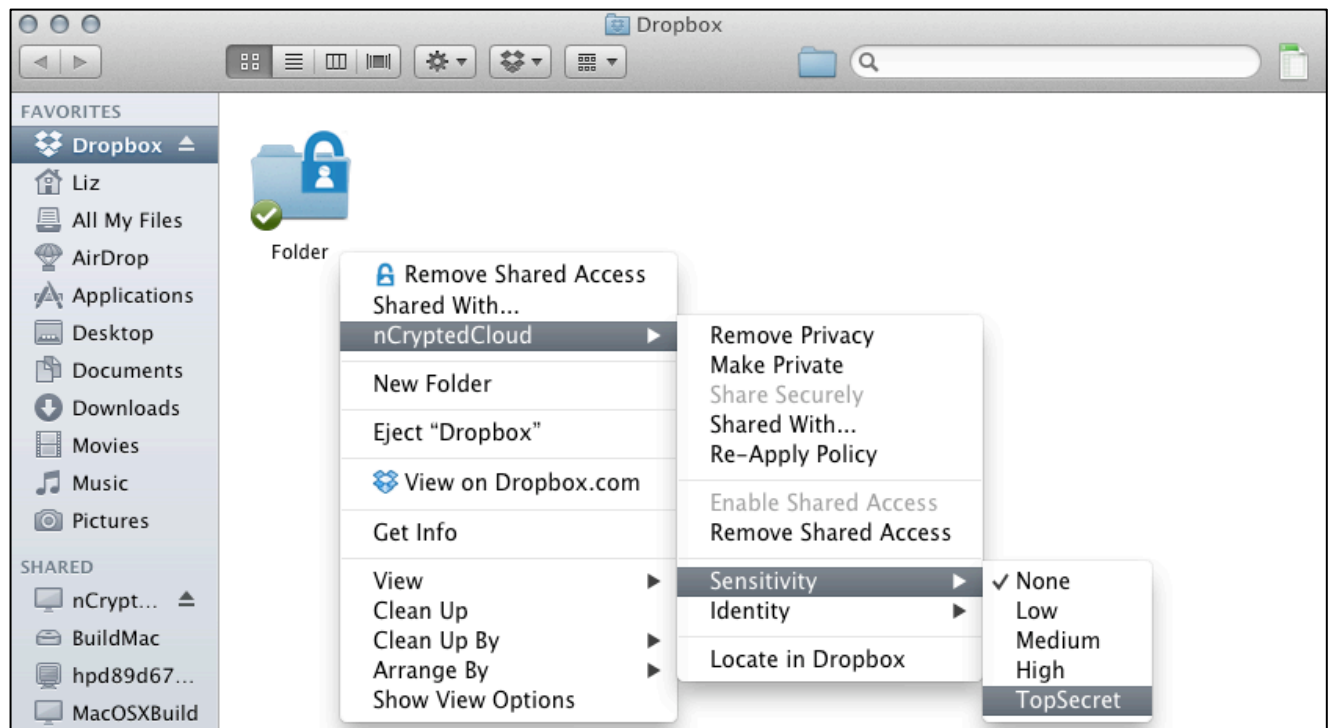 Dropbox
FAVORITES
Dropbox
Liz
All My Files
AirDrop
Applications
Desktop
Documents
Downloads
Movies
Music
Pictures
SHARED
nCrypt...
BuildMac
hpd89d67...
MacOSXBuild
Folder
Remove Shared Access
Shared With...
nCryptedCloud
New Folder
Eject “Dropbox”
View on Dropbox.com
Get Info
View
Clean Up
Clean Up By
Arrange By
Show View Options
Remove Privacy
Make Private
Share Securely
Shared With...
Re-Apply Policy
Enable Shared Access
Remove Shared Access
Sensitivity
Identity
Locate in Dropbox
None
Low
Medium
High
TopSecret